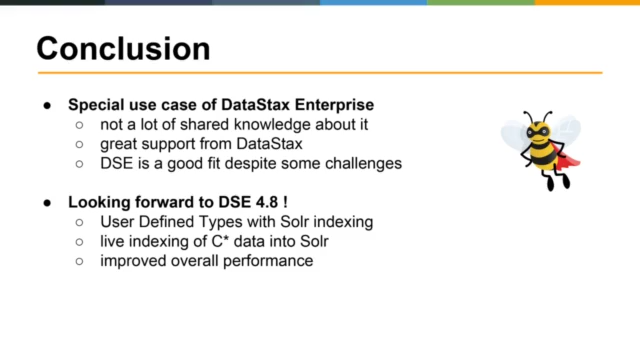 Conclusion
● Special use case of DataStax Enterprise
○ not a lot of shared knowledge about it
○ great support from DataStax
○ DSE is a good fit despite some challenges
● Looking forward to DSE 4.8 !
○ User Defined Types with Solr indexing
○ live indexing of C* data into Solr
○ improved overall performance